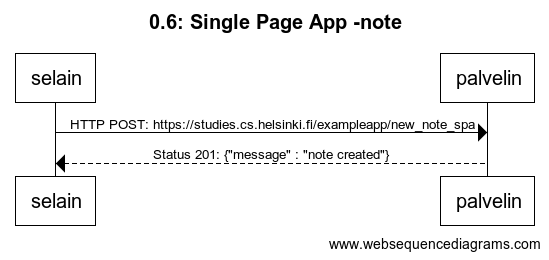 0.6: Single Page App -note
selain palvelin
HTTP POST: https://studies.cs.helsinki.fi/exampleapp/new_note_spa
Status 201: {"message" : "note created"}
selain palvelin
www.websequencediagrams.com